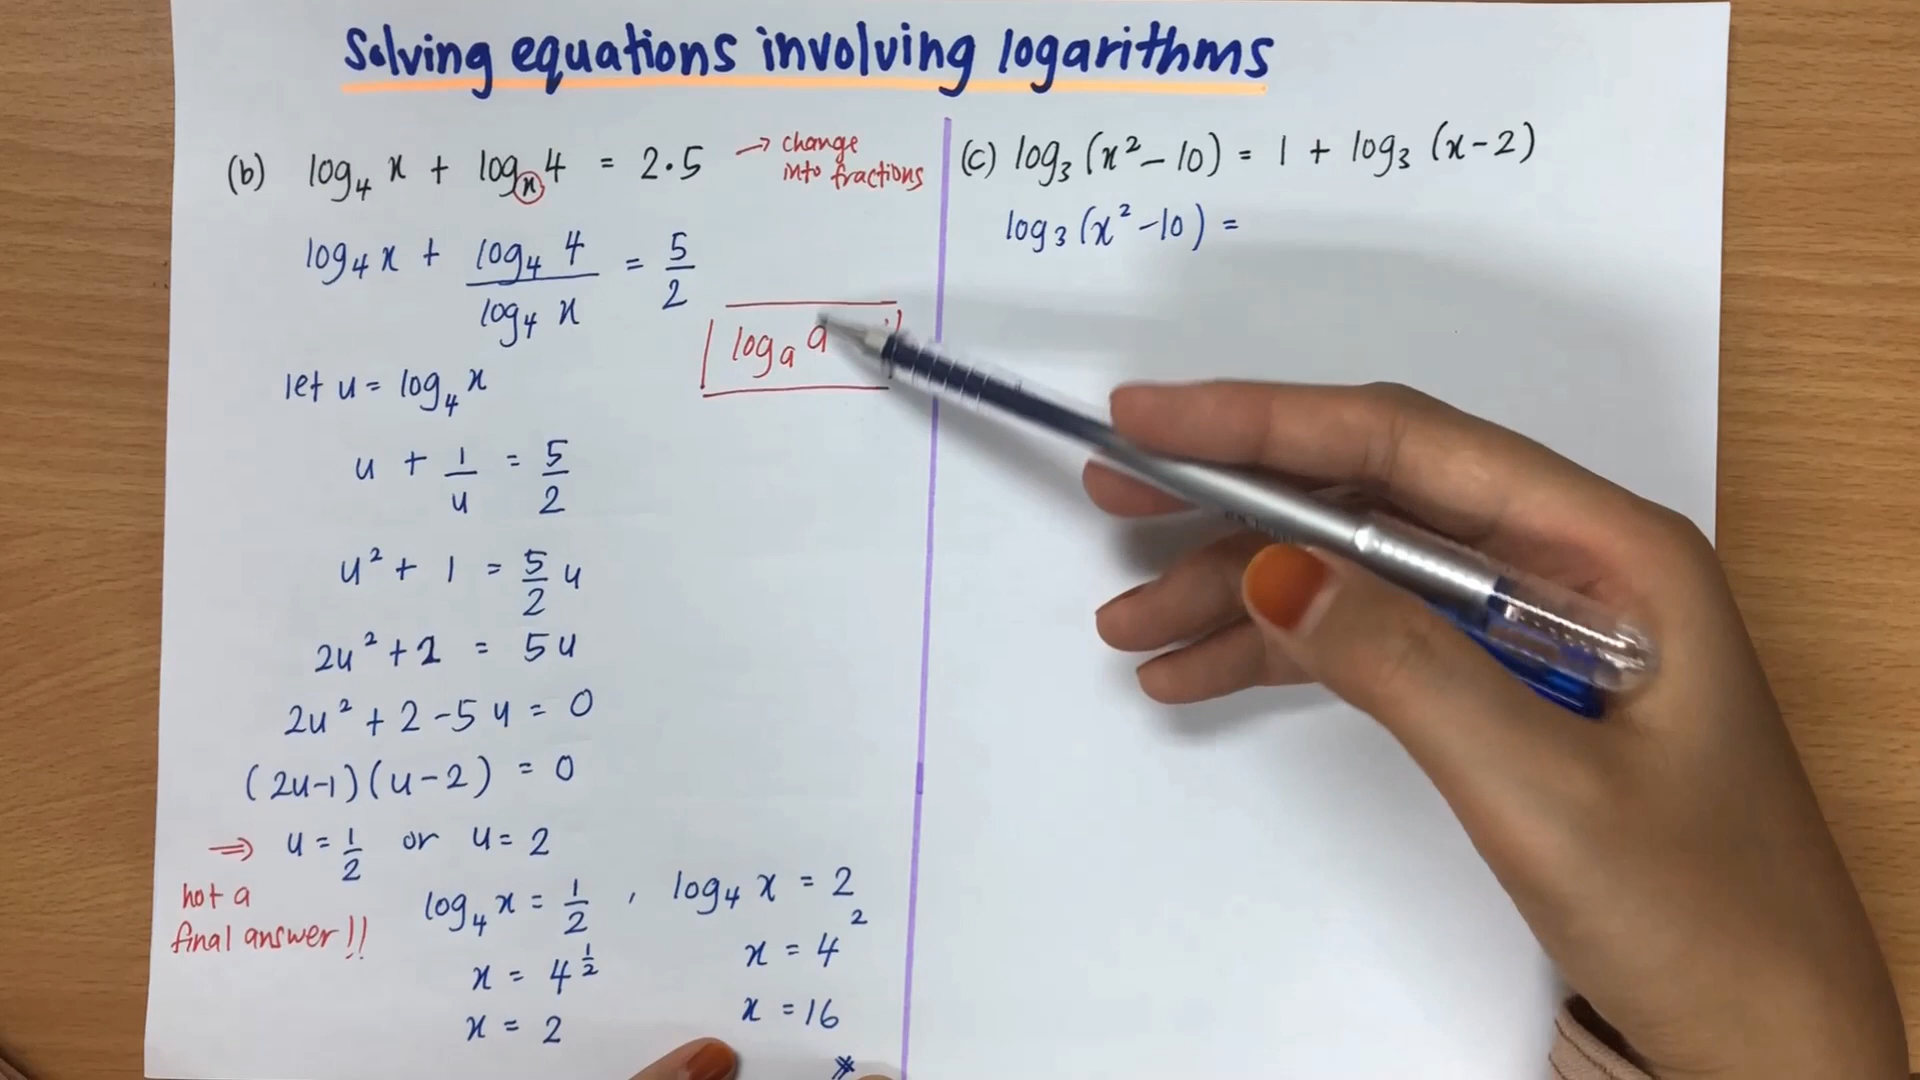 Solving equations involving logarithms
(b) log₄ x + logₓ 4 = 2.5 → change into fractions
log₄ x + log₄ 4 / log₄ x = 5/2
logₐ a
let u = log₄ x
u + 1/u = 5/2
u² + 1 = 5/2 u
2u² + 2 = 5u
2u² + 2 - 5u = 0
(2u-1)(u-2) = 0
⇒ u = 1/2 or u = 2
not a
final answer!!
log₄ x = 1/2 , log₄ x = 2
x = 4^(1/2)
x = 4²
x = 2
x = 16
(c) log₃ (x² - 10) = 1 + log₃ (x-2)
log₃ (x² - 10) =